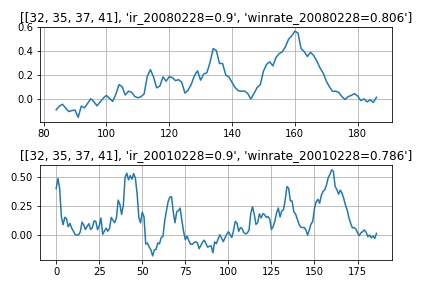 [[32, 35, 37, 41], 'ir_20080228=0.9', 'winrate_20080228=0.806']
0.6
0.4
0.2
0.0
80 100 120 140 160 180
[[32, 35, 37, 41], 'ir_20010228=0.9', 'winrate_20010228=0.786']
0.50
0.25
0.00
0 25 50 75 100 125 150 175